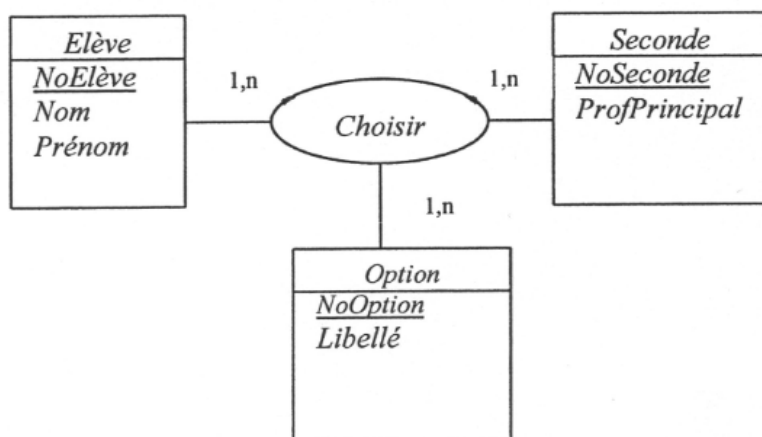 Elève
NoElève
Nom
Prénom
1,n
Choisir
1,n
Seconde
NoSeconde
ProfPrincipal
1,n
Option
NoOption
Libellé